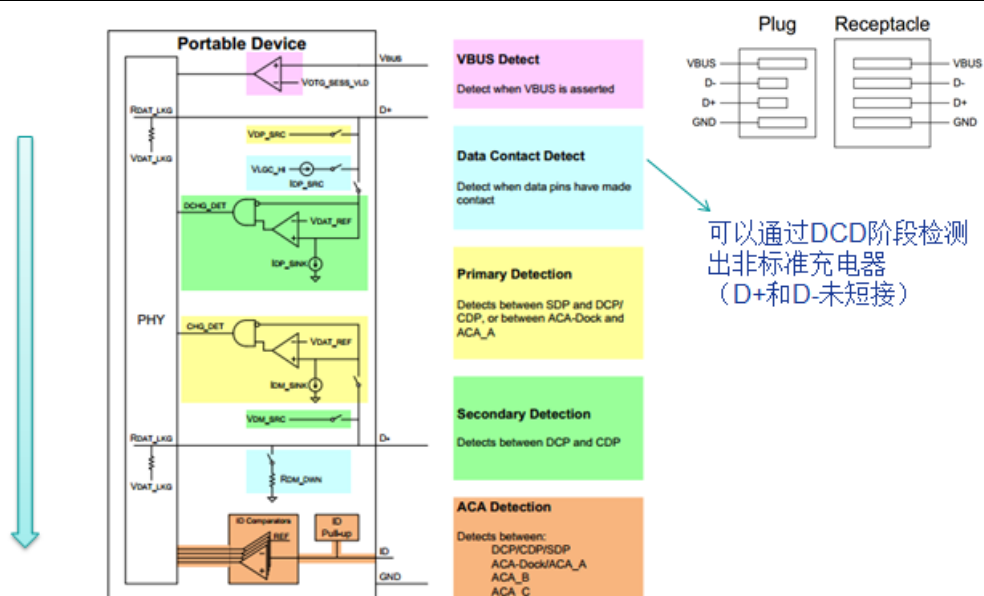 Portable Device
VBUS
VOTG_SESS_VLD
RDAT_LKG
D+
VDP_SRC
VDAT_LKG
VLGC_HI
IDP_SRC
DCHG_DET
VDAT_REF
IDP_SINK
PHY
CHG_DET
VDAT_REF
IDM_SINK
VDM_SRC
RDAT_LKG
D+
VDAT_LKG
RDM_DWN
ID Comparators
REF
ID
Pull-up
ID
GND
VBUS Detect
Detect when VBUS is asserted
Data Contact Detect
Detect when data pins have made
contact
Primary Detection
Detects between SDP and DCP/
CDP, or between ACA-Dock and
ACA_A
Secondary Detection
Detects between DCP and CDP
ACA Detection
Detects between:
DCP/CDP/SDP
ACA-Dock/ACA_A
ACA_B
ACA_C
Plug
Receptacle
VBUS
D-
D+
GND
VBUS
D-
D+
GND
可以通过DCD阶段检测
出非标准充电器
（D+和D-未短接）